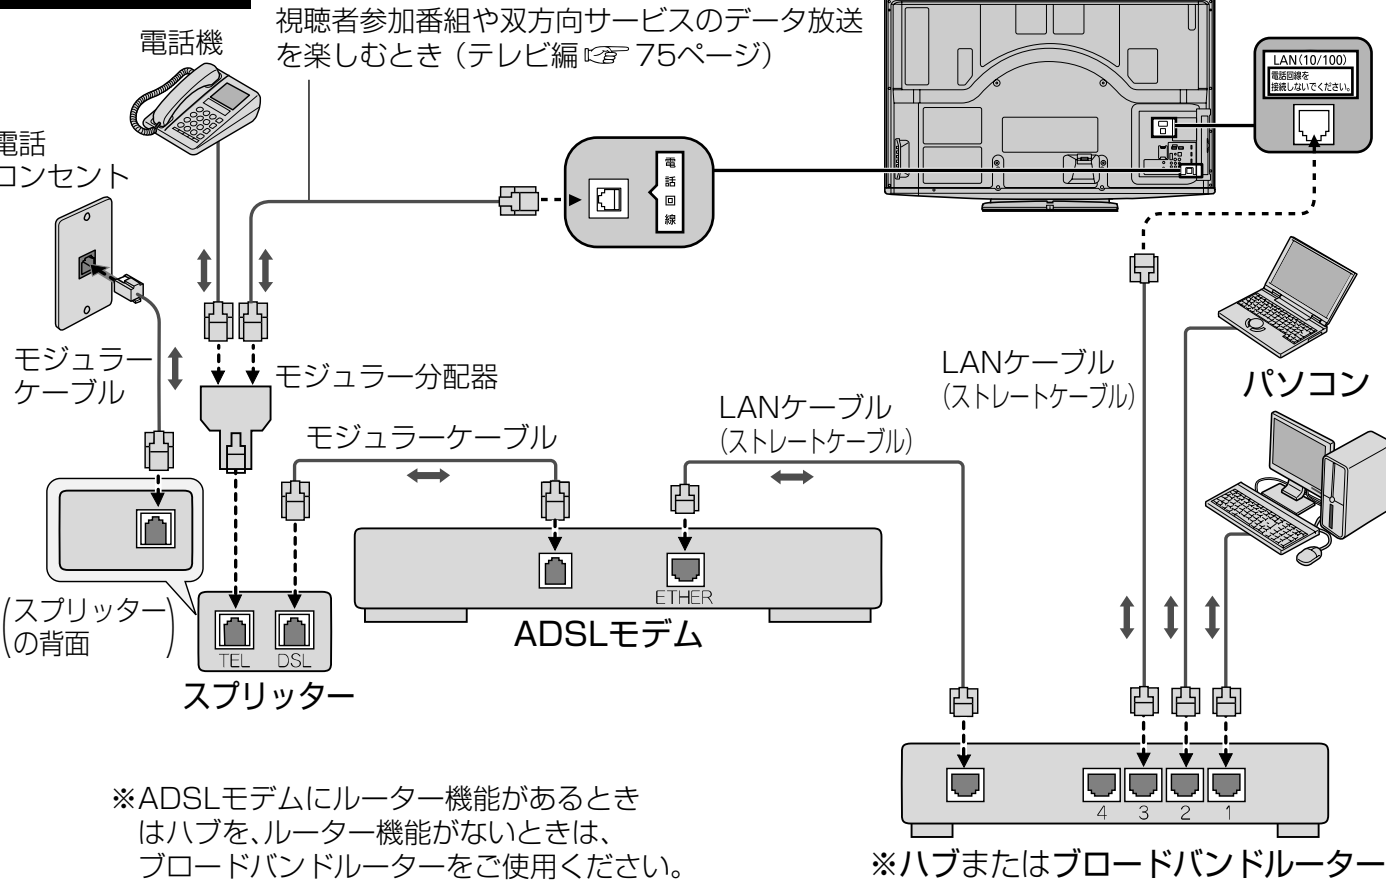 視聴者参加番組や双方向サービスのデータ放送
を楽しむとき（テレビ編☞75ページ）
電話機
LAN(10/100)
電話回線を
接続しないでください。
電話
コンセント
電話回線
モジュラー
ケーブル
モジュラー分配器
LANケーブル
（ストレートケーブル）
パソコン
LANケーブル
（ストレートケーブル）
モジュラーケーブル
ETHER
ADSLモデム
（スプリッター
の背面）
TEL DSL
スプリッター
4 3 2 1
※ADSLモデムにルーター機能があるとき
はハブを、ルーター機能がないときは、
ブロードバンドルーターをご使用ください。
※ハブまたはブロードバンドルーター